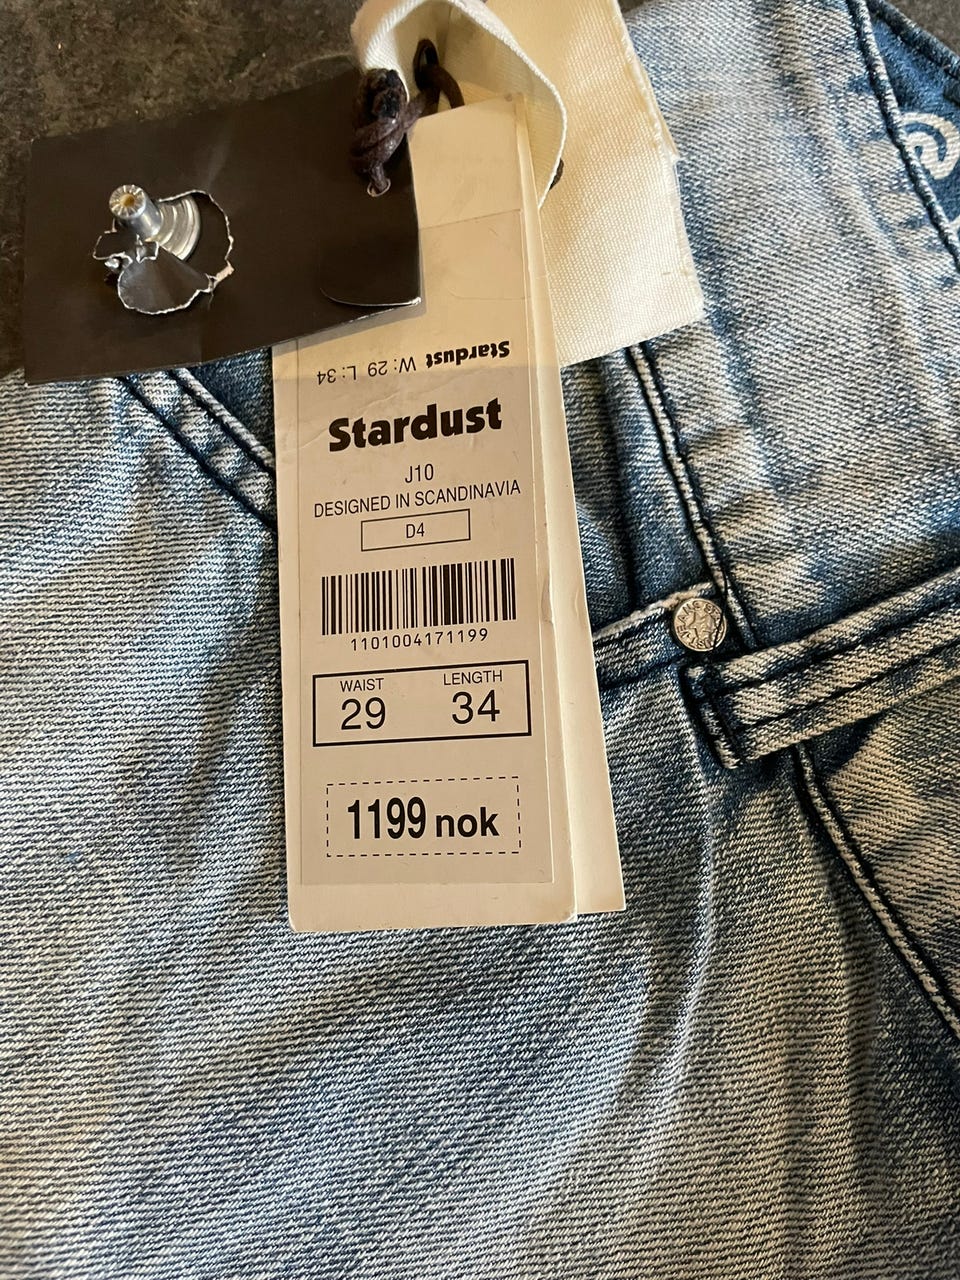 Stardust W: 29 L: 34
Stardust
J10
DESIGNED IN SCANDINAVIA
D4
1101004171199
WAIST LENGTH
29 34
1199 nok